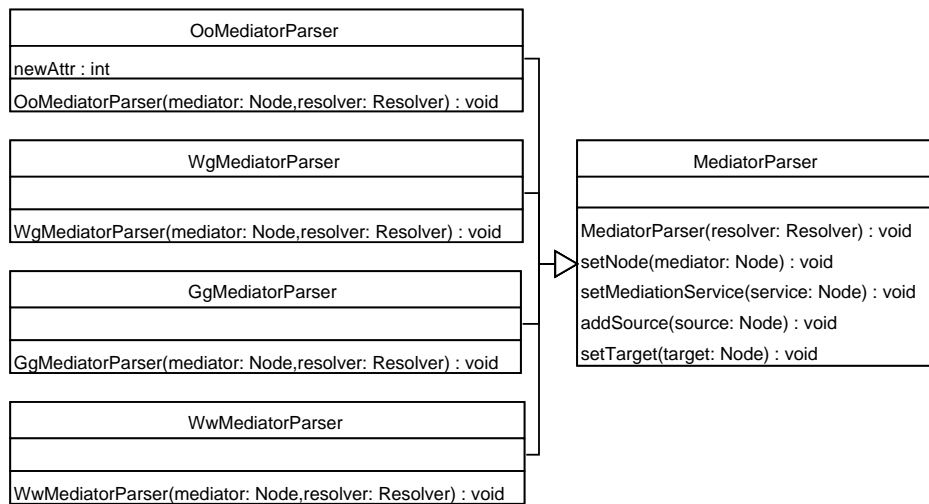 OoMediatorParser
newAttr : int
OoMediatorParser(mediator: Node,resolver: Resolver) : void
WgMediatorParser
WgMediatorParser(mediator: Node,resolver: Resolver) : void
GgMediatorParser
GgMediatorParser(mediator: Node,resolver: Resolver) : void
WwMediatorParser
WwMediatorParser(mediator: Node,resolver: Resolver) : void
MediatorParser
MediatorParser(resolver: Resolver) : void
setNode(mediator: Node) : void
setMediationService(service: Node) : void
addSource(source: Node) : void
setTarget(target: Node) : void